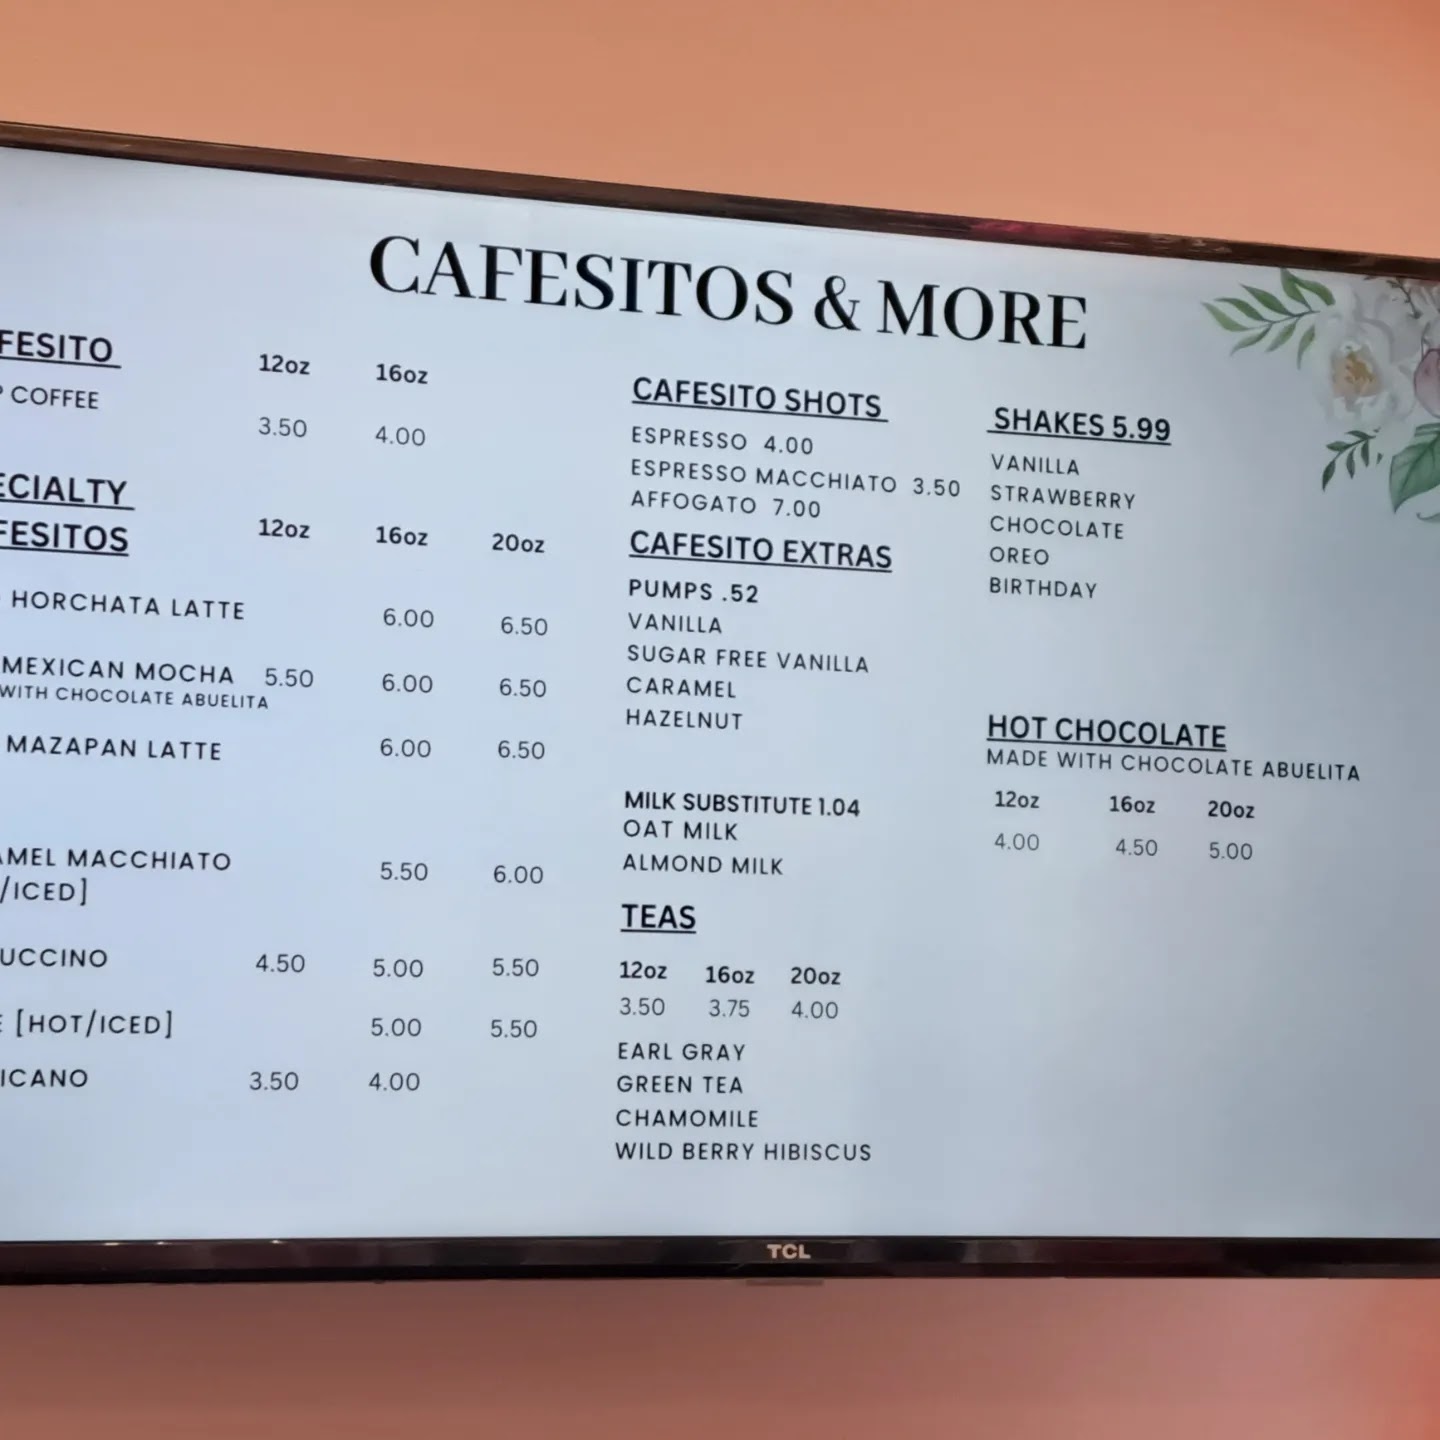 CAFESITOS & MORE
FESITO 12oz 16oz
P COFFEE
3.50 4.00
ECIALTY
FESITOS 12oz 16oz 20oz
HORCHATA LATTE 6.00 6.50
MEXICAN MOCHA 5.50 6.00 6.50
WITH CHOCOLATE ABUELITA
MAZAPAN LATTE 6.00 6.50
AMEL MACCHIATO 5.50 6.00
/ICED]
UCCINO 4.50 5.00 5.50
E [HOT/ICED] 5.00 5.50
ICANO 3.50 4.00
CAFESITO SHOTS
ESPRESSO 4.00
ESPRESSO MACCHIATO 3.50
AFFOGATO 7.00
CAFESITO EXTRAS
PUMPS .52
VANILLA
SUGAR FREE VANILLA
CARAMEL
HAZELNUT
MILK SUBSTITUTE 1.04
OAT MILK
ALMOND MILK
TEAS
12oz 16oz 20oz
3.50 3.75 4.00
EARL GRAY
GREEN TEA
CHAMOMILE
WILD BERRY HIBISCUS
SHAKES 5.99
VANILLA
STRAWBERRY
CHOCOLATE
OREO
BIRTHDAY
HOT CHOCOLATE
MADE WITH CHOCOLATE ABUELITA
12oz 16oz 20oz
4.00 4.50 5.00
TCL